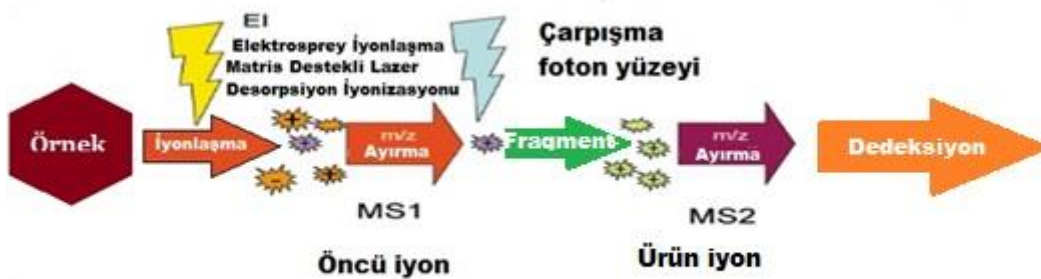 EI
Elektrosprey İyonlaşma
Matris Destekli Lazer
Desorpsiyon İyonizasyonu
Çarpışma
foton yüzeyi
Örnek
İyonlaşma
m/z
Ayırma
Fragment
m/z
Ayırma
Dedeksiyon
MS1
MS2
Öncü iyon
Ürün iyon